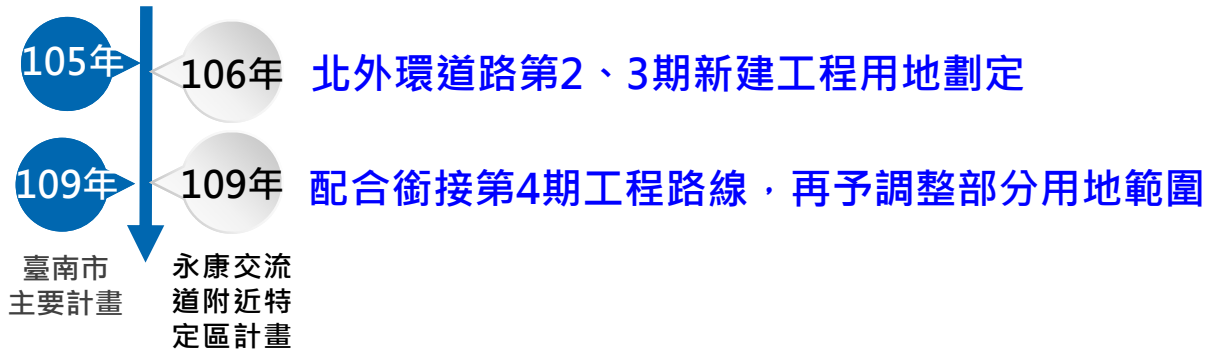 105年
106年
北外環道路第2、3期新建工程用地劃定
109年
109年
配合銜接第4期工程路線，再予調整部分用地範圍
臺南市
主要計畫
永康交流
道附近特
定區計畫